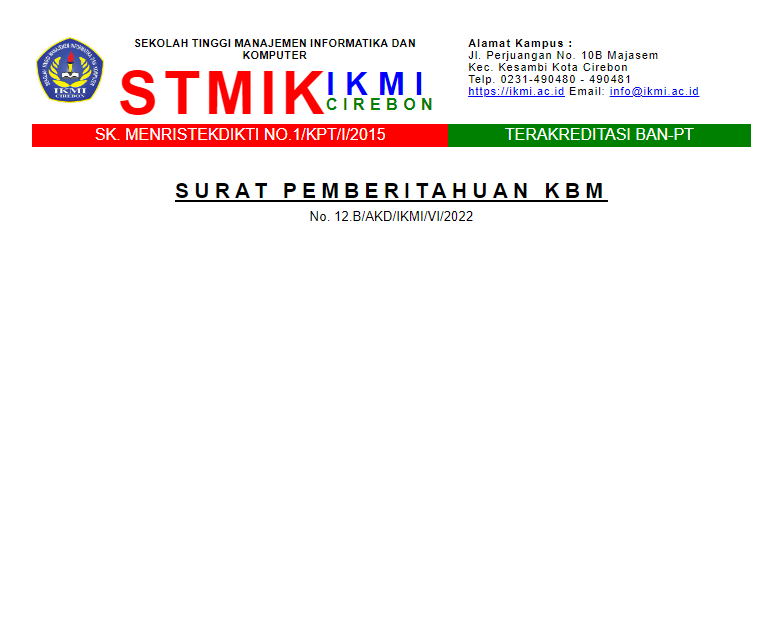 SEKOLAH TINGGI MANAJEMEN INFORMATIKA DAN
KOMPUTER
STMIK IKMI
CIREBON
IKMI
CIREBON
Alamat Kampus :
Jl. Perjuangan No. 10B Majasem
Kec. Kesambi Kota Cirebon
Telp. 0231-490480 - 490481
https://ikmi.ac.id Email: info@ikmi.ac.id
SK. MENRISTEKDIKTI NO.1/KPT/I/2015
TERAKREDITASI BAN-PT
SURAT PEMBERITAHUAN KBM
No. 12.B/AKD/IKMI/VI/2022